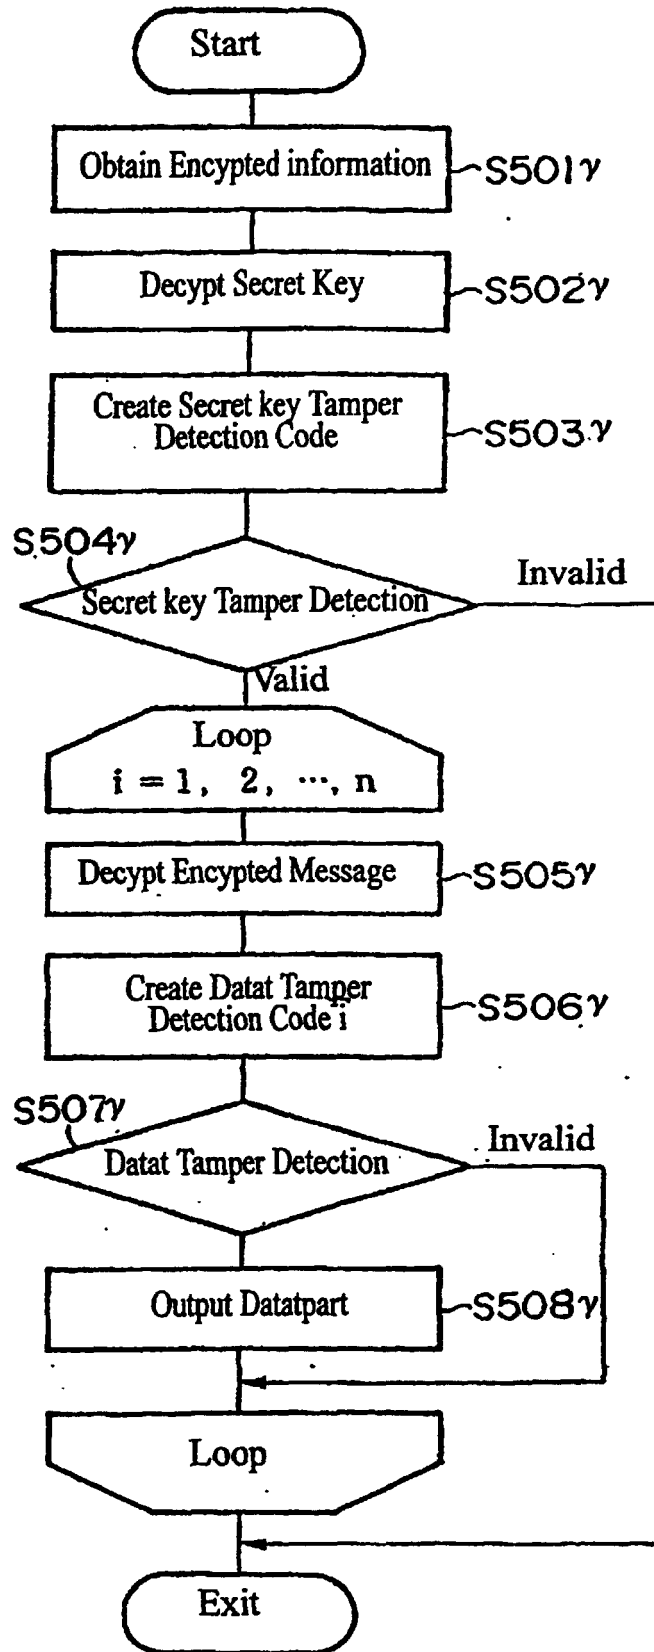 Start
Obtain Encypted information
S501γ
Decypt Secret Key
S502γ
Create Secret key Tamper
Detection Code
S503γ
S504γ
Secret key Tamper Detection
Invalid
Valid
Loop
i = 1, 2, ···, n
Decypt Encypted Message
S505γ
Create Datat Tamper
Detection Code i
S506γ
S507γ
Datat Tamper Detection
Invalid
Output Datatpart
S508γ
Loop
Exit